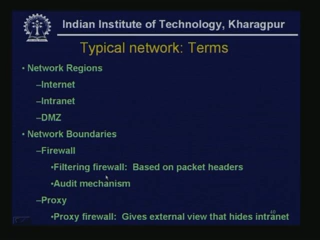 Indian Institute of Technology, Kharagpur
Typical network: Terms
• Network Regions
–Internet
–Intranet
–DMZ
• Network Boundaries
–Firewall
•Filtering firewall: Based on packet headers
•Audit mechanism
–Proxy
•Proxy firewall: Gives external view that hides intranet